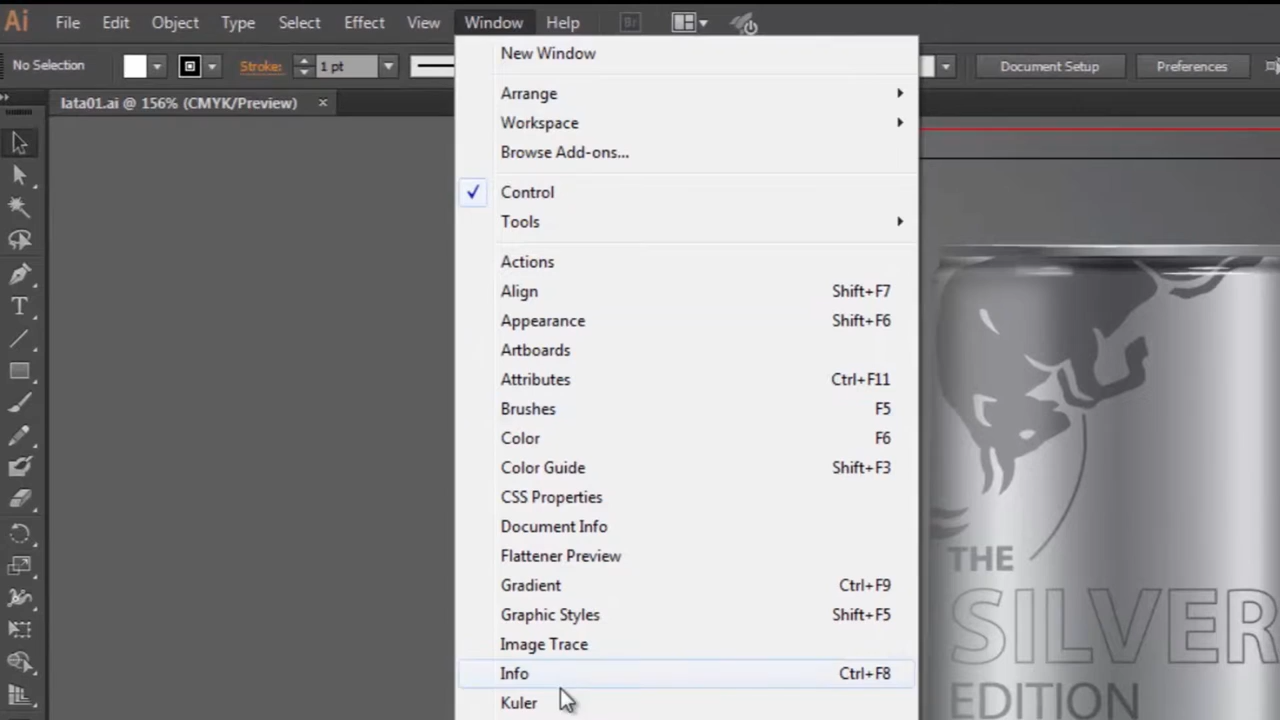 Ai File Edit Object Type Select Effect View Window Help Br
No Selection Stroke: 1 pt Document Setup Preferences
lata01.ai @ 156% (CMYK/Preview) ×
New Window
Arrange
Workspace
Browse Add-ons...
Control
Tools
Actions
Align Shift+F7
Appearance Shift+F6
Artboards
Attributes Ctrl+F11
Brushes F5
Color F6
Color Guide Shift+F3
CSS Properties
Document Info
Flattener Preview
Gradient Ctrl+F9
Graphic Styles Shift+F5
Image Trace
Info Ctrl+F8
Kuler
THE
SILVER
EDITION